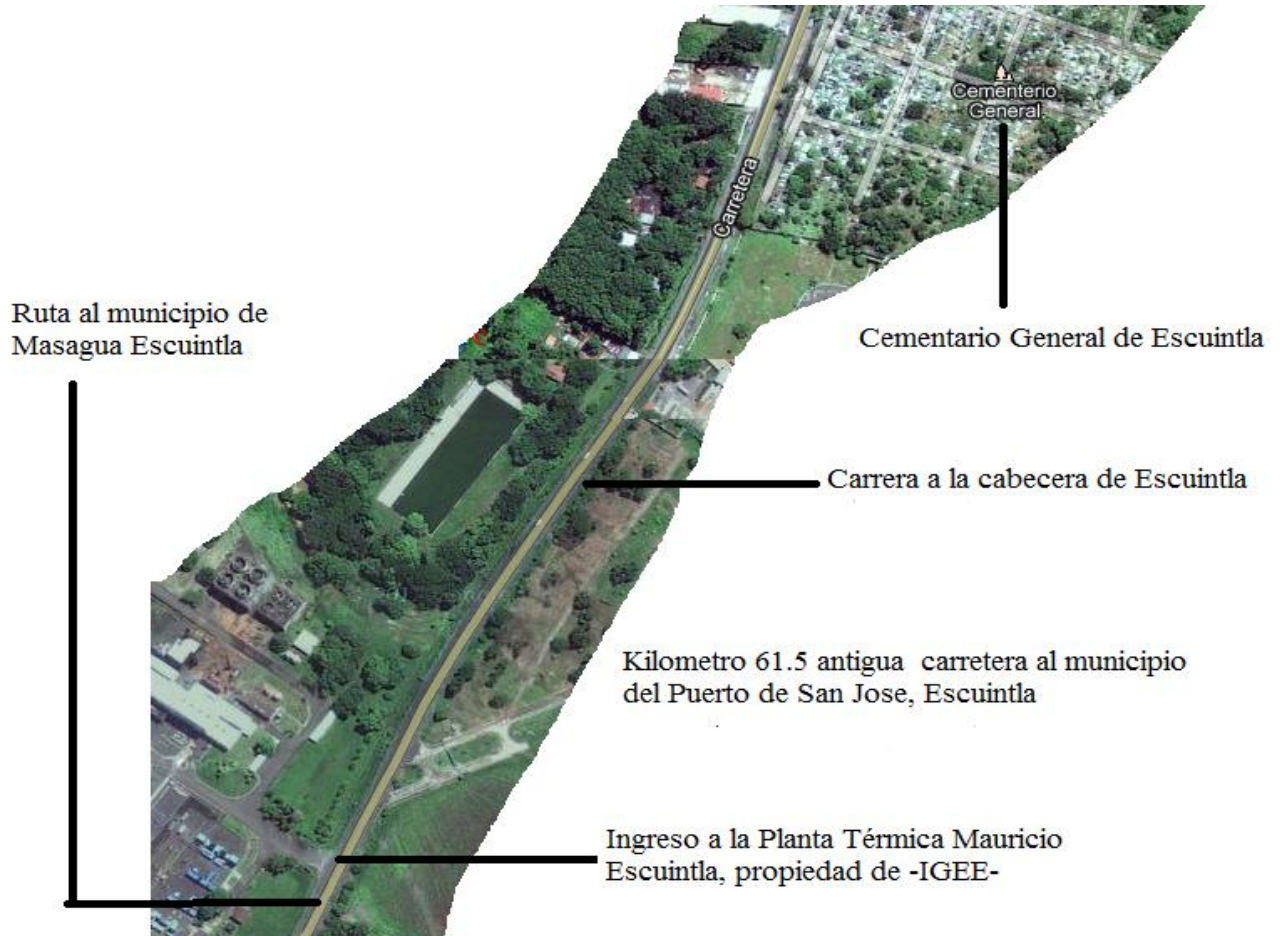 Cementerio
General
Carretera
Ruta al municipio de
Masagua Escuintla
Cementario General de Escuintla
Carrera a la cabecera de Escuintla
Kilometro 61.5 antigua carretera al municipio
del Puerto de San Jose, Escuintla
Ingreso a la Planta Térmica Mauricio
Escuintla, propiedad de -IGEE-